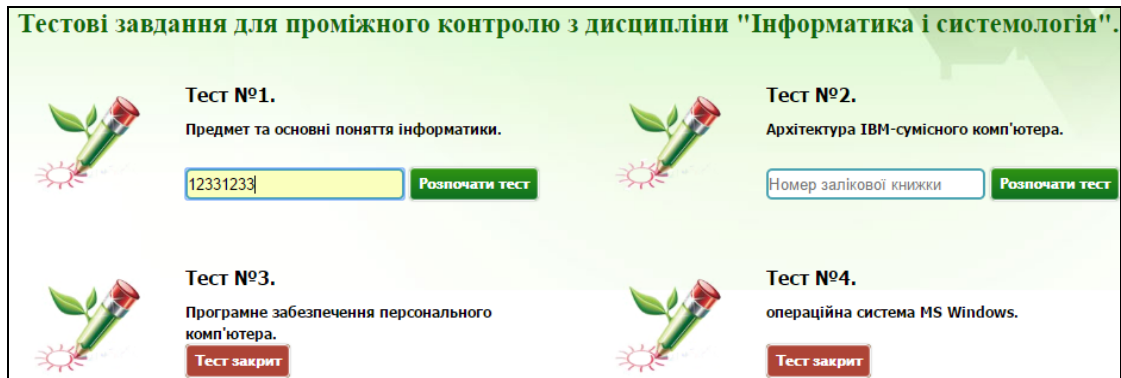 Тестові завдання для проміжного контролю з дисципліни "Інформатика і системологія".
Тест №1.
Предмет та основні поняття інформатики.
12331233
Розпочати тест
Тест №2.
Архітектура IBM-сумісного комп'ютера.
Номер залікової книжки
Розпочати тест
Тест №3.
Програмне забезпечення персонального
комп'ютера.
Тест закрит
Тест №4.
операційна система MS Windows.
Тест закрит